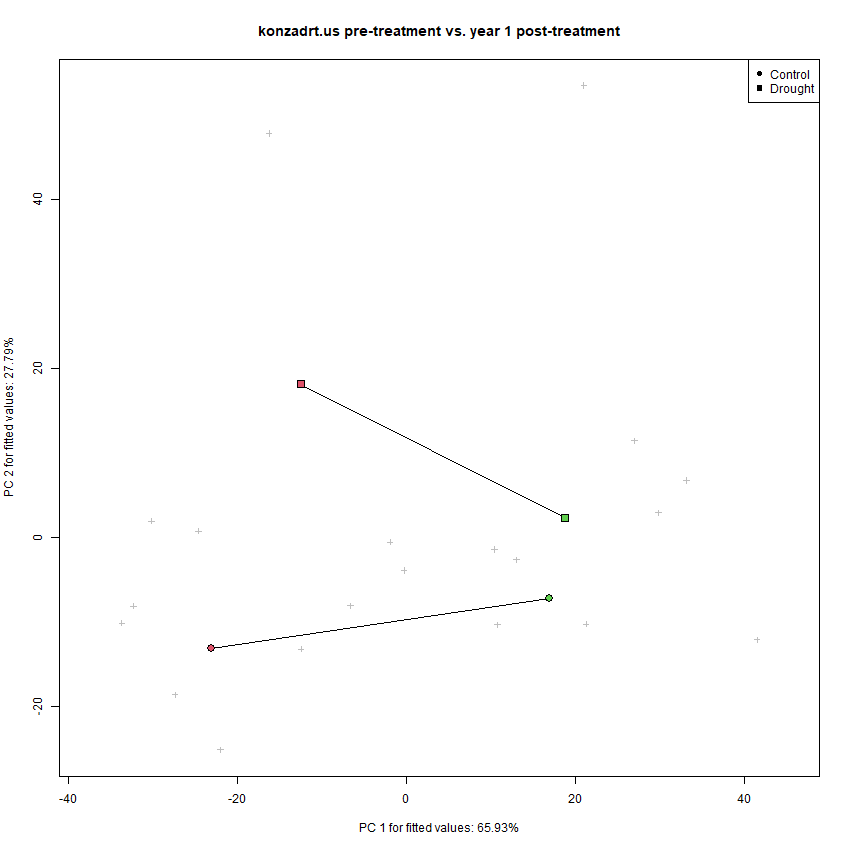 konzadrt.us pre-treatment vs. year 1 post-treatment
Control
Drought
PC 2 for fitted values: 27.79%
40
20
0
-20
-40
-20
0
20
40
PC 1 for fitted values: 65.93%